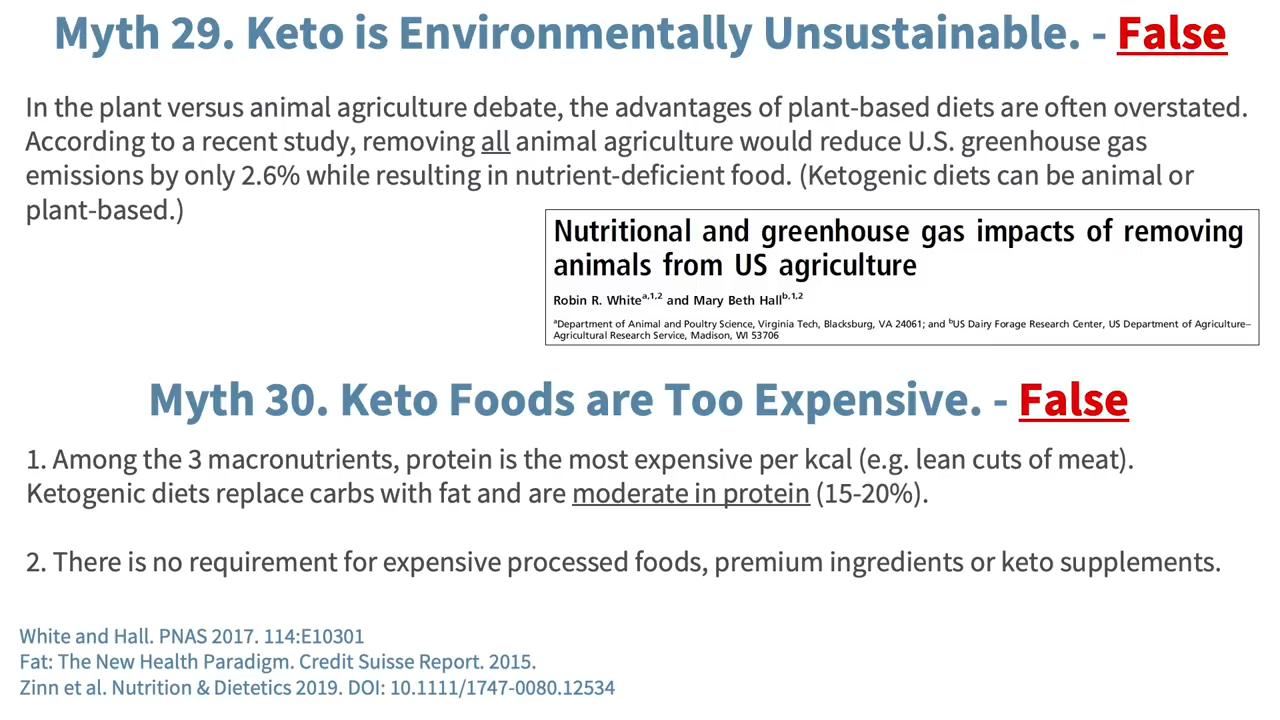 Myth 29. Keto is Environmentally Unsustainable. - False
In the plant versus animal agriculture debate, the advantages of plant-based diets are often overstated.
According to a recent study, removing all animal agriculture would reduce U.S. greenhouse gas
emissions by only 2.6% while resulting in nutrient-deficient food. (Ketogenic diets can be animal or
plant-based.)
Nutritional and greenhouse gas impacts of removing
animals from US agriculture
Robin R. Whiteᵃ,¹,² and Mary Beth Hallᵇ,¹,²
ᵃDepartment of Animal and Poultry Science, Virginia Tech, Blacksburg, VA 24061; and ᵇUS Dairy Forage Research Center, US Department of Agriculture–
Agricultural Research Service, Madison, WI 53706
Myth 30. Keto Foods are Too Expensive. - False
1. Among the 3 macronutrients, protein is the most expensive per kcal (e.g. lean cuts of meat).
Ketogenic diets replace carbs with fat and are moderate in protein (15-20%).
2. There is no requirement for expensive processed foods, premium ingredients or keto supplements.
White and Hall. PNAS 2017. 114:E10301
Fat: The New Health Paradigm. Credit Suisse Report. 2015.
Zinn et al. Nutrition & Dietetics 2019. DOI: 10.1111/1747-0080.12534